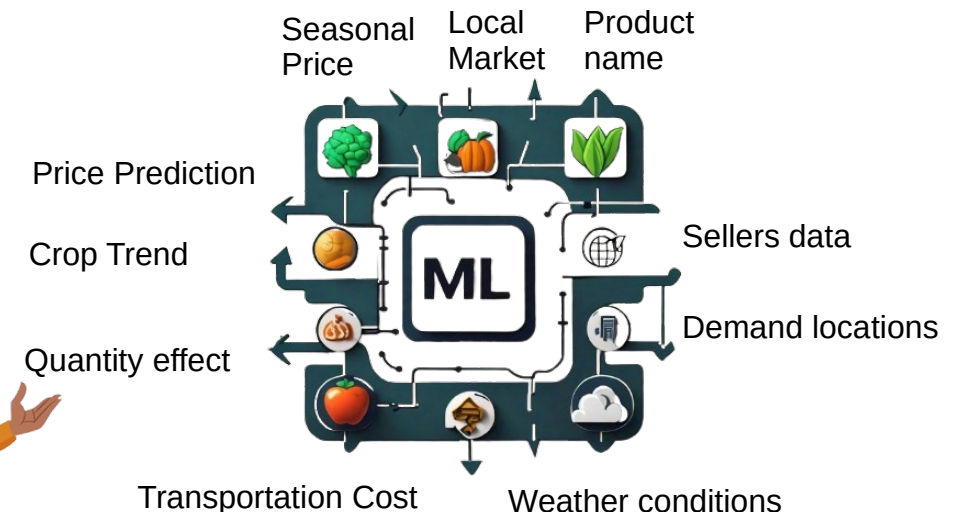 Seasonal
Price
Local
Market
Product
name
Price Prediction
Sellers data
Crop Trend
ML
Demand locations
Quantity effect
Transportation Cost
Weather conditions